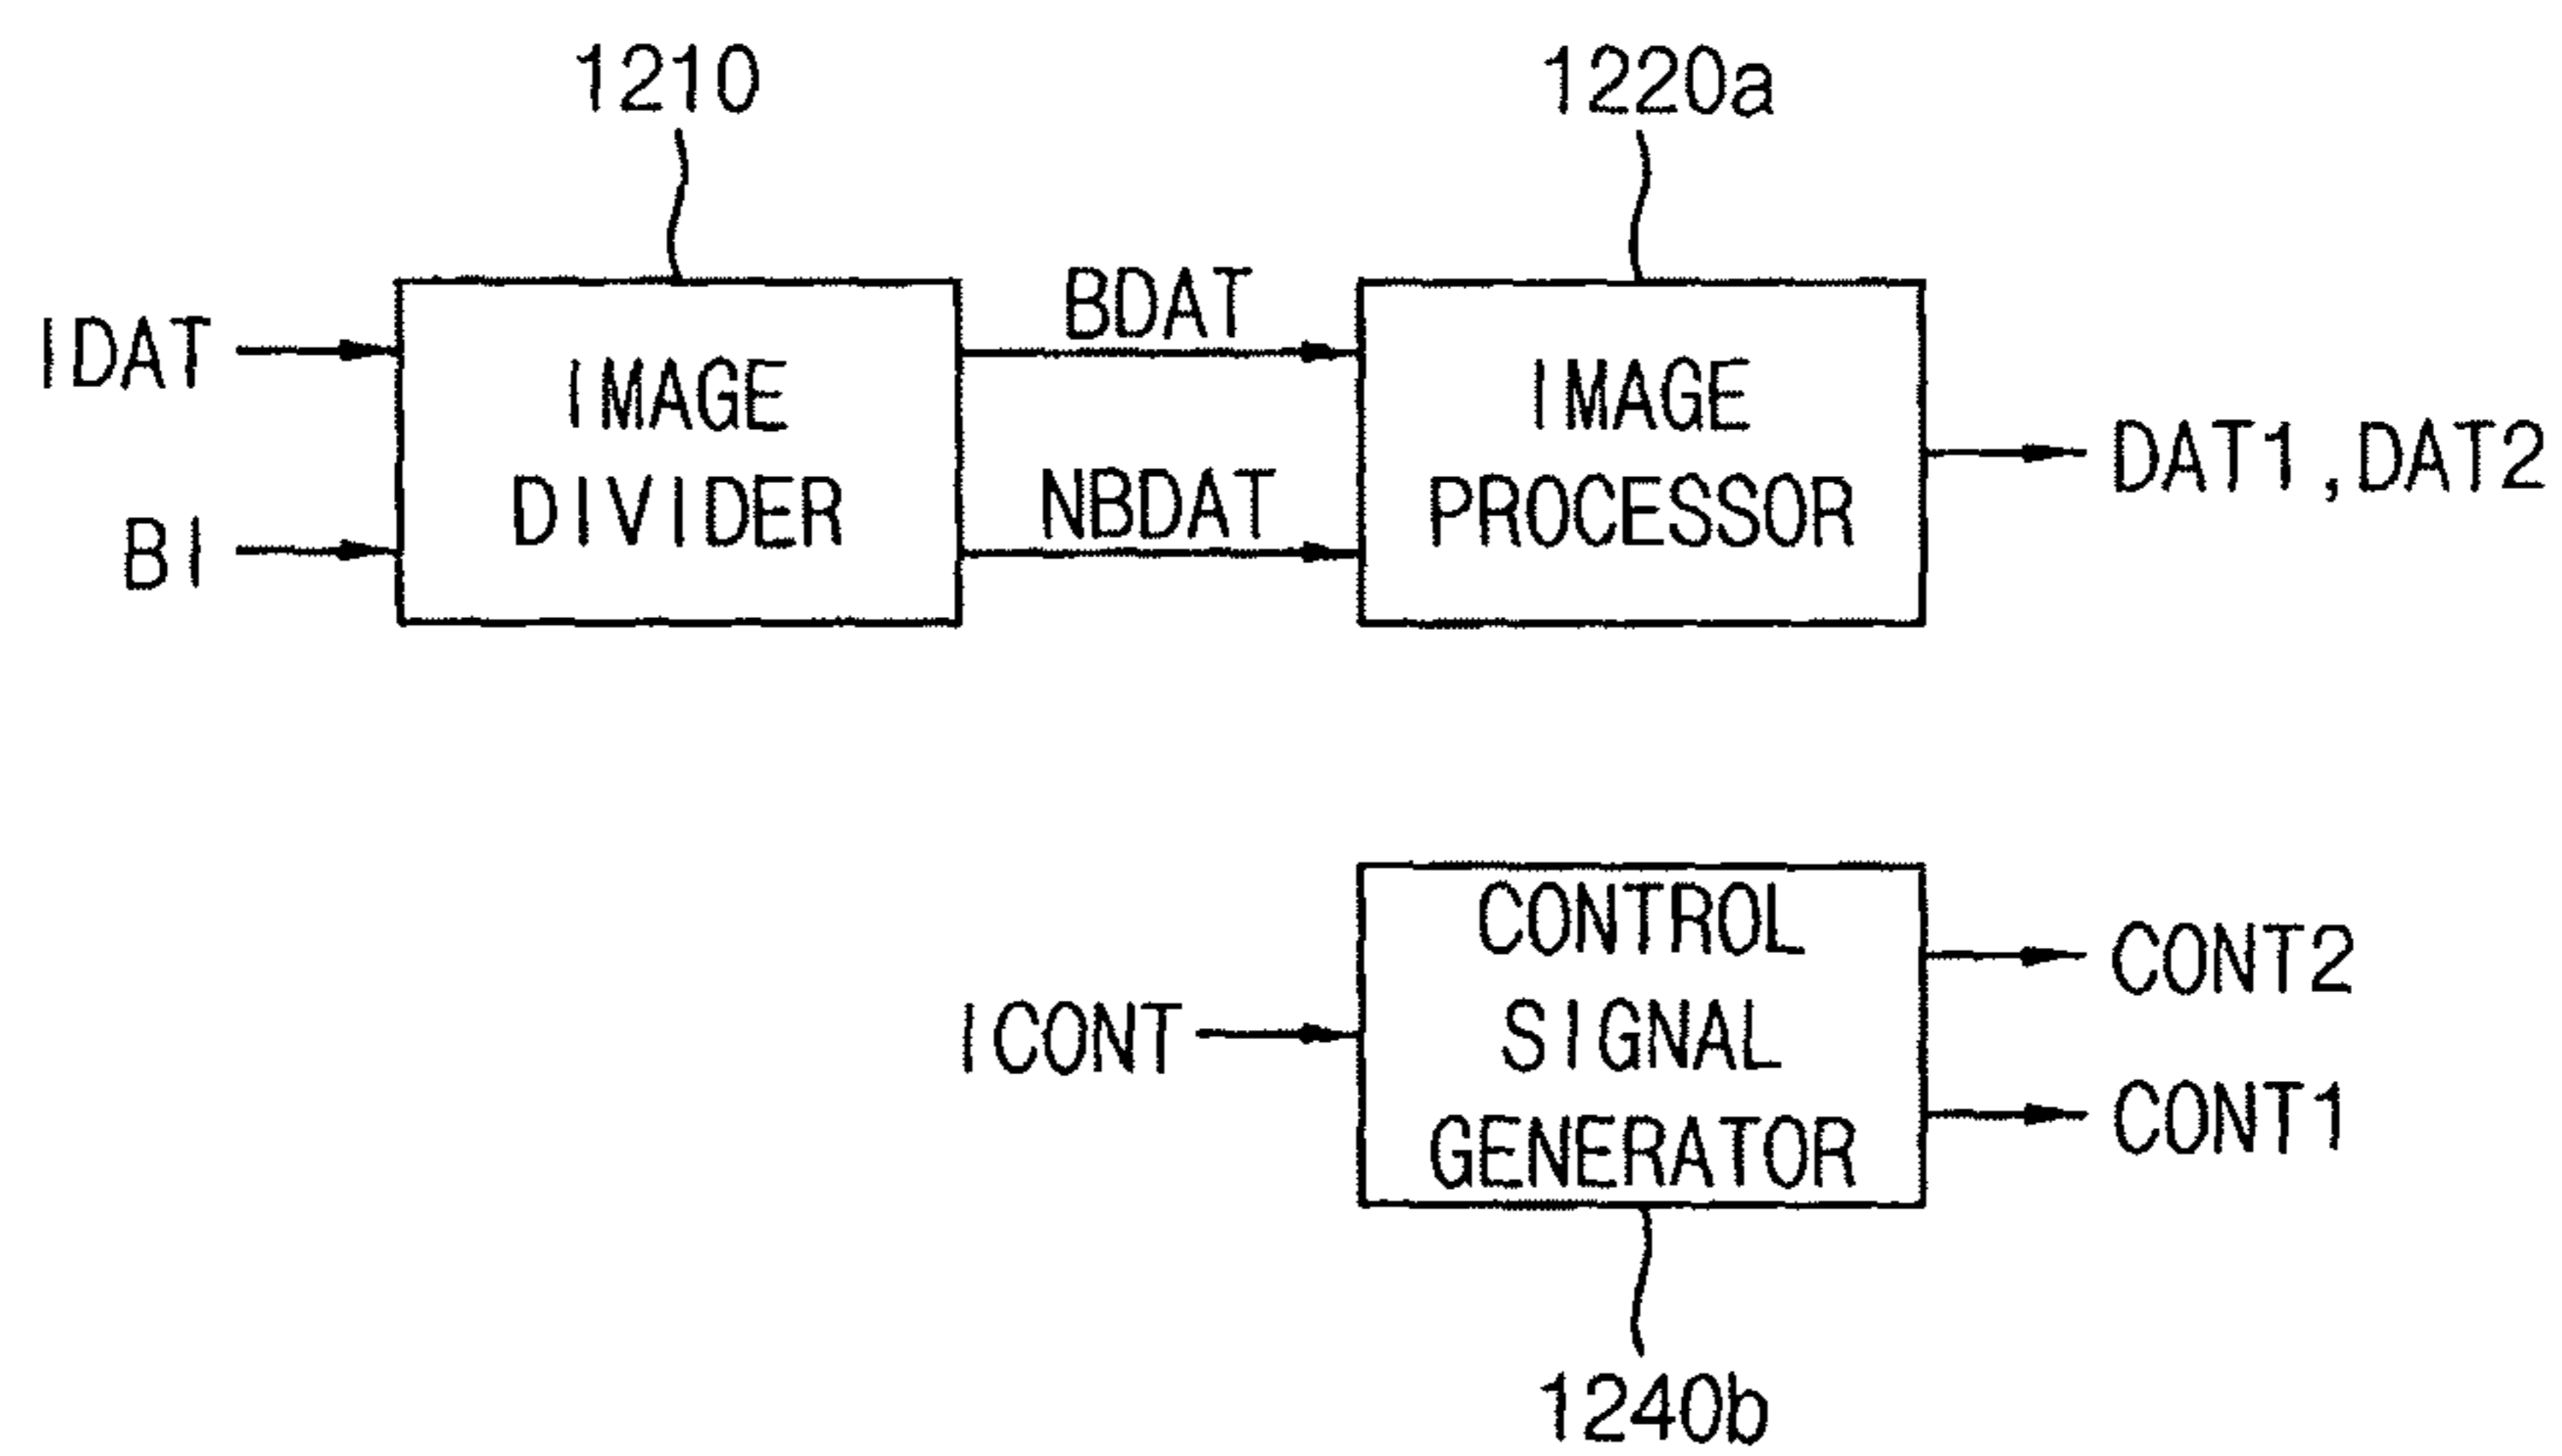 1210
1220a
IDAT
BI
IMAGE
DIVIDER
BDAT
NBDAT
IMAGE
PROCESSOR
DAT1,DAT2
ICONT
CONTROL
SIGNAL
GENERATOR
CONT2
CONT1
1240b